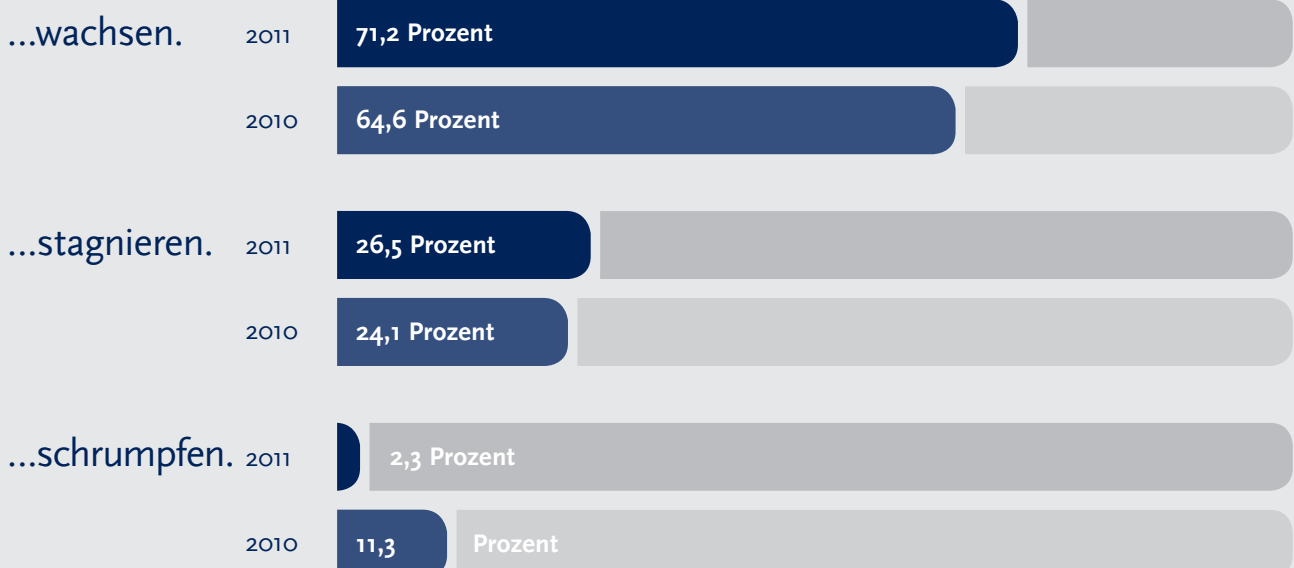 ...wachsen. 2011 71,2 Prozent
2010 64,6 Prozent
...stagnieren. 2011 26,5 Prozent
2010 24,1 Prozent
...schrumpfen. 2011 2,3 Prozent
2010 11,3 Prozent